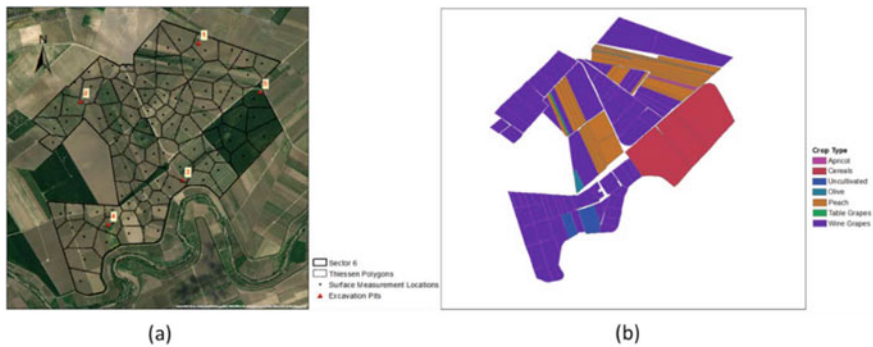 N
Sector 6
Thiessen Polygons
Surface Measurement Locations
Excavation Pits
Crop Type
Apricot
Cereals
Uncultivated
Olive
Peach
Table Grapes
Wine Grapes
(a)
(b)